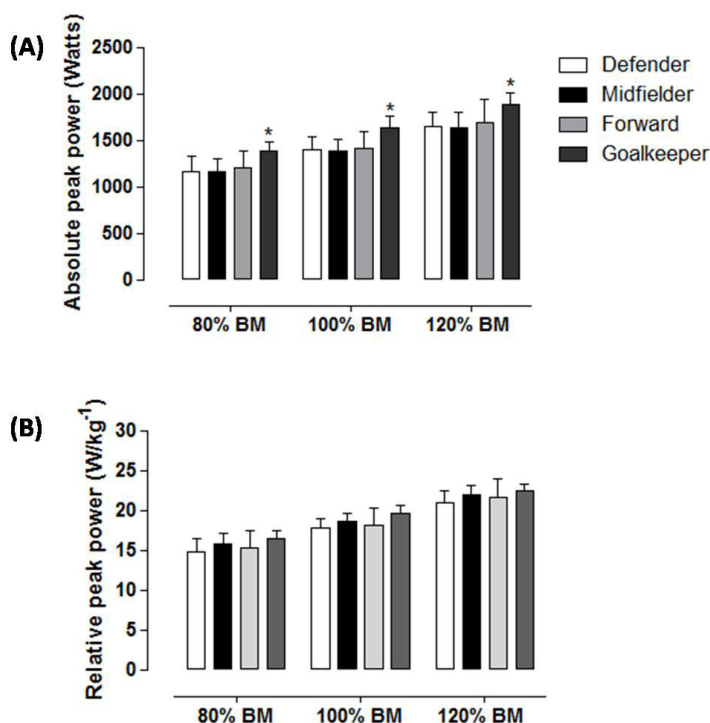 (A)
Absolute peak power (Watts)
2500
2000
1500
1000
500
0
*
*
*
80% BM
100% BM
120% BM
Defender
Midfielder
Forward
Goalkeeper
(B)
Relative peak power (W/kg⁻¹)
30
25
20
15
10
5
0
80% BM
100% BM
120% BM